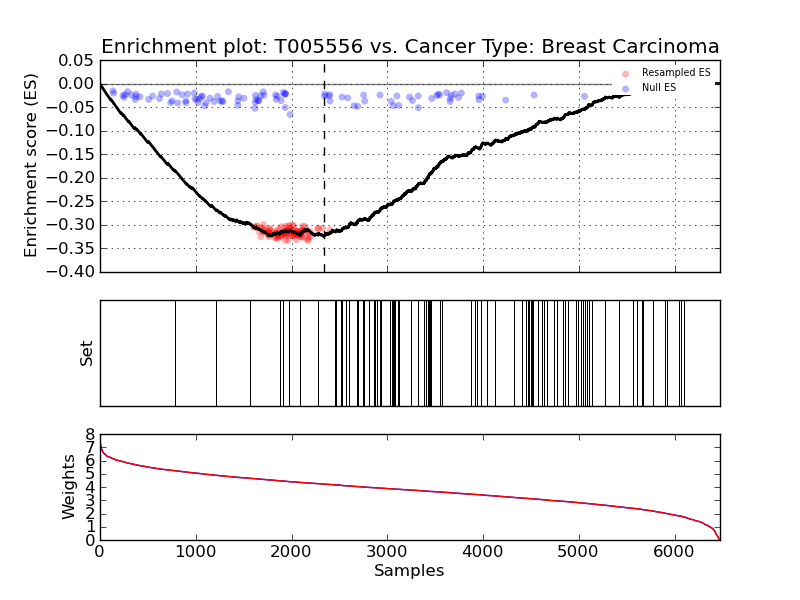 Enrichment plot: T005556 vs. Cancer Type: Breast Carcinoma
0.05
0.00
−0.05
−0.10
−0.15
−0.20
−0.25
−0.30
−0.35
−0.40
Enrichment score (ES)
Resampled ES
Null ES
Set
8
7
6
5
4
3
2
1
0
Weights
0 1000 2000 3000 4000 5000 6000
Samples